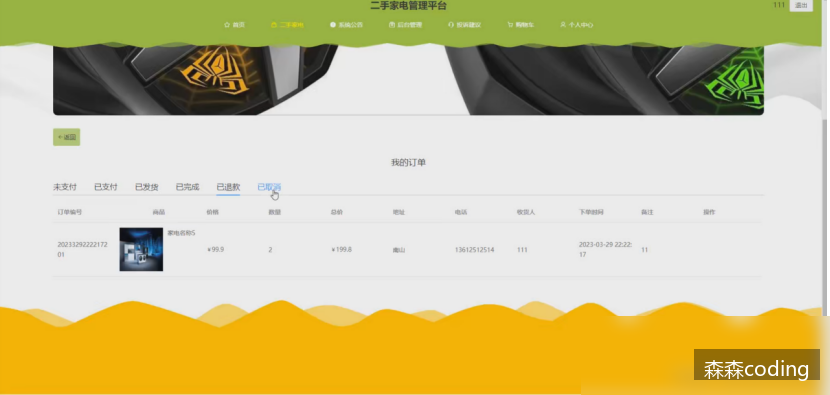 二手家电管理平台
111 退出
首页 二手家电 系统公告 后台管理 投诉建议 购物车 个人中心
我的订单
未支付 已支付 已发货 已完成 已退款 已取消
订单编号 商品 价格 数量 总价 地址 电话 收货人 下单时间 备注 操作
家电名称5
20233292222172
01
¥99.9 2 ¥199.8 13612512514 111
2023-03-29 22:22:
17
11
森森coding